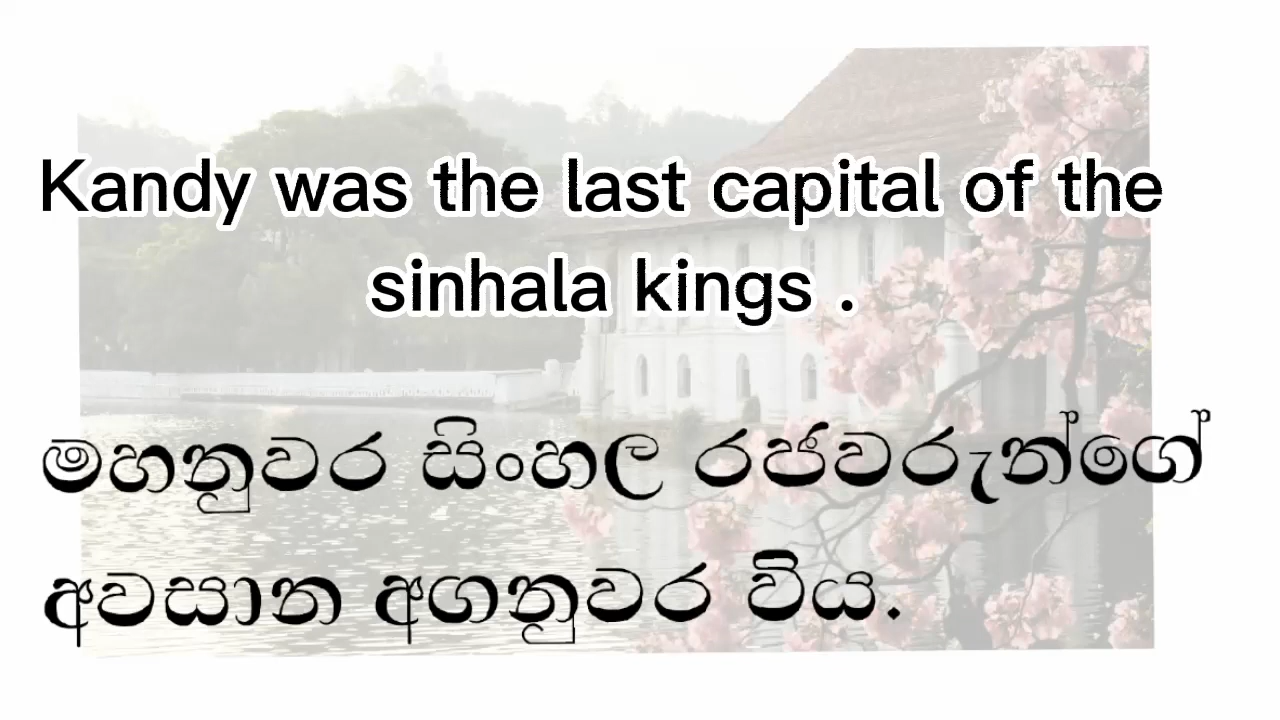 Kandy was the last capital of the
sinhala kings .
මහනුවර සිංහල රජවරුන්ගේ
අවසාන අගනුවර විය.